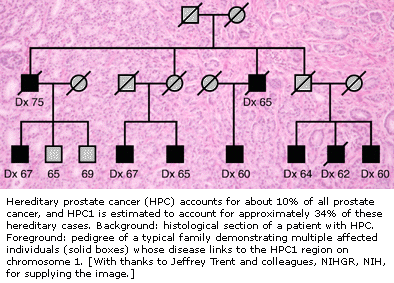 Dx 75
Dx 65
Dx 67
65
69
Dx 67
Dx 65
Dx 60
Dx 64
Dx 62
Dx 60
Hereditary prostate cancer (HPC) accounts for about 10% of all prostate
cancer, and HPC1 is estimated to account for approximately 34% of these
hereditary cases. Background: histological section of a patient with HPC.
Foreground: pedigree of a typical family demonstrating multiple affected
individuals (solid boxes) whose disease links to the HPC1 region on
chromosome 1. [With thanks to Jeffrey Trent and colleagues, NIHGR, NIH,
for supplying the image.]